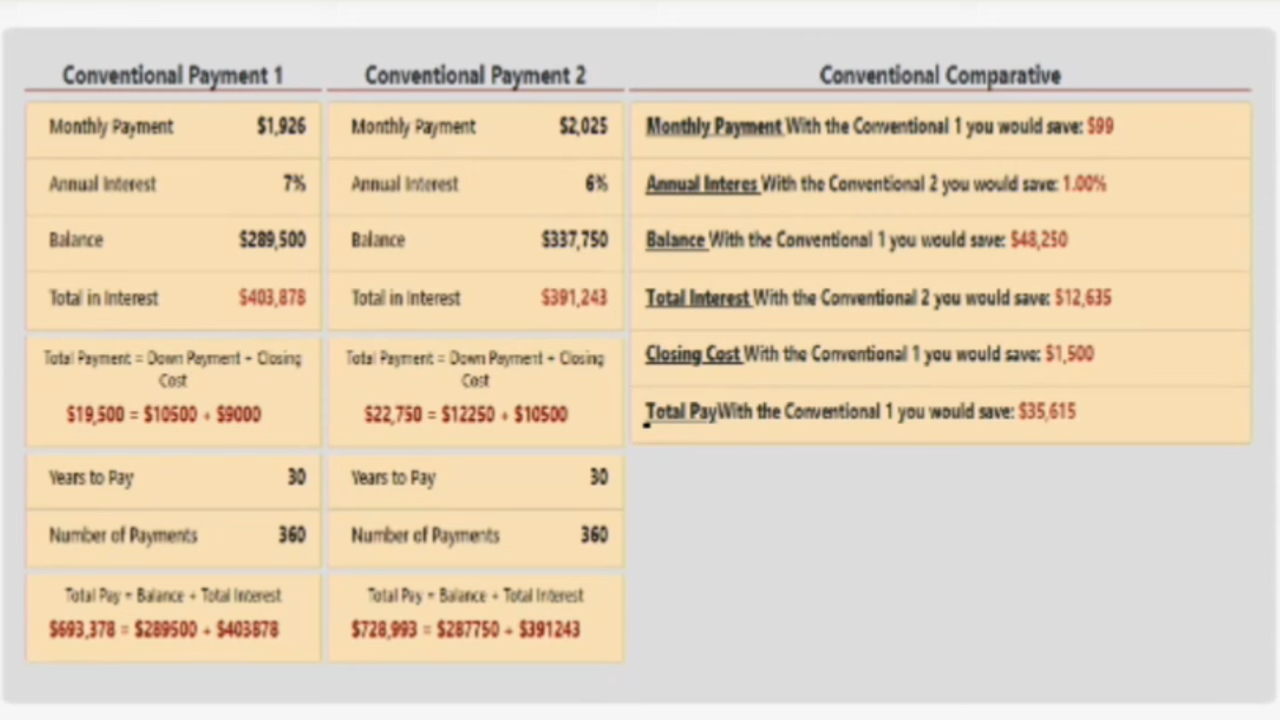 Conventional Payment 1
Conventional Payment 2
Conventional Comparative
Monthly Payment $1,926
Monthly Payment $2,025
Monthly Payment With the Conventional 1 you would save: $99
Annual Interest 7%
Annual Interest 6%
Annual Interes With the Conventional 2 you would save: 1.00%
Balance $289,500
Balance $337,750
Balance With the Conventional 1 you would save: $48,250
Total in Interest $403,878
Total in Interest $391,243
Total Interest With the Conventional 2 you would save: $12,635
Total Payment = Down Payment + Closing
Cost
$19,500 = $10500 + $9000
Total Payment = Down Payment + Closing
Cost
$22,750 = $12250 + $10500
Closing Cost With the Conventional 1 you would save: $1,500
Total PayWith the Conventional 1 you would save: $35,615
Years to Pay 30
Years to Pay 30
Number of Payments 360
Number of Payments 360
Total Pay = Balance + Total Interest
$693,378 = $289500 + $403878
Total Pay = Balance + Total Interest
$728,993 = $287750 + $391243